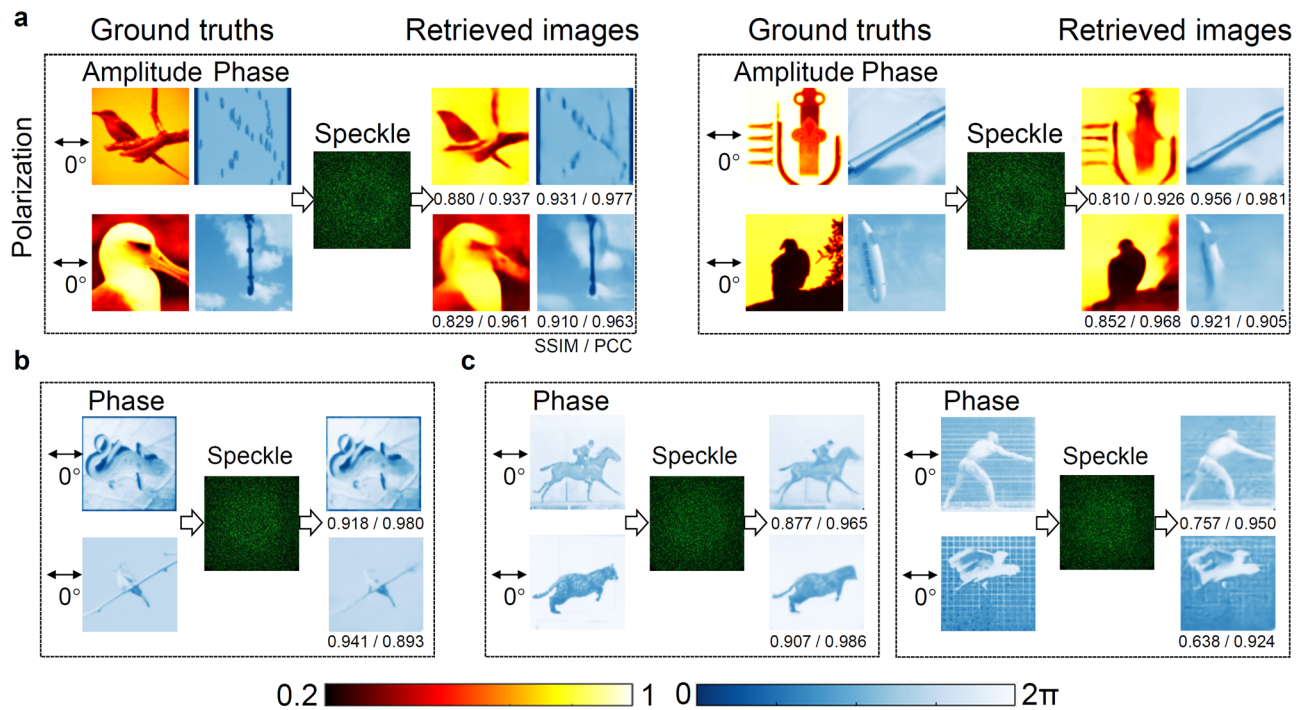 a
Ground truths
Retrieved images
Ground truths
Retrieved images
Polarization
Amplitude Phase
Speckle
0°
0.880 / 0.937 0.931 / 0.977
0°
0.829 / 0.961 0.910 / 0.963
SSIM / PCC
Amplitude Phase
Speckle
0°
0.810 / 0.926 0.956 / 0.981
0°
0.852 / 0.968 0.921 / 0.905
b
Phase
Speckle
0°
0.918 / 0.980
0°
0.941 / 0.893
c
Phase
Speckle
0°
0.877 / 0.965
0°
0.907 / 0.986
Phase
Speckle
0°
0.757 / 0.950
0°
0.638 / 0.924
0.2 1 0 2π